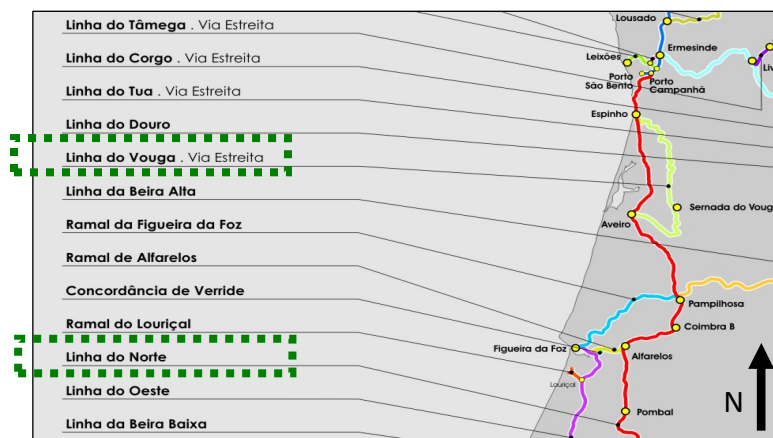 Linha do Tâmega . Via Estreita
Linha do Corgo . Via Estreita
Linha do Tua . Via Estreita
Linha do Douro
Linha do Vouga . Via Estreita
Linha da Beira Alta
Ramal da Figueira da Foz
Ramal de Alfarelos
Concordância de Verride
Ramal do Louriçal
Linha do Norte
Linha do Oeste
Linha da Beira Baixa
Lousado
Ermesinde
Leixões
Porto
São Bento
Porto
Campanhã
Espinho
Sernada do Voug
Aveiro
Pampilhosa
Coimbra B
Figueira da Foz
Alfarelos
Louriçal
Pombal
N